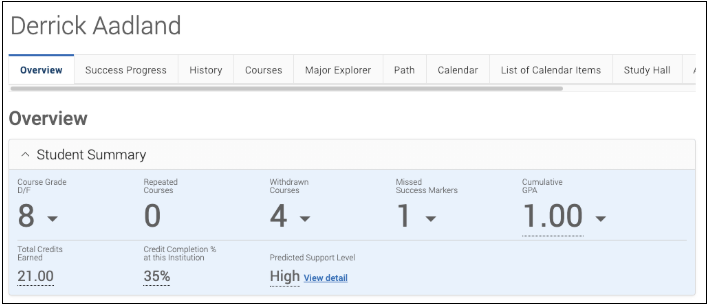 Derrick Aadland
Overview Success Progress History Courses Major Explorer Path Calendar List of Calendar Items Study Hall
Overview
Student Summary
Course Grade Repeated Withdrawn Missed Cumulative
D/F Courses Courses Success Markers GPA
8 0 4 1 1.00
Total Credits Credit Completion %
Earned at this Institution Predicted Support Level
21.00 35% High View detail